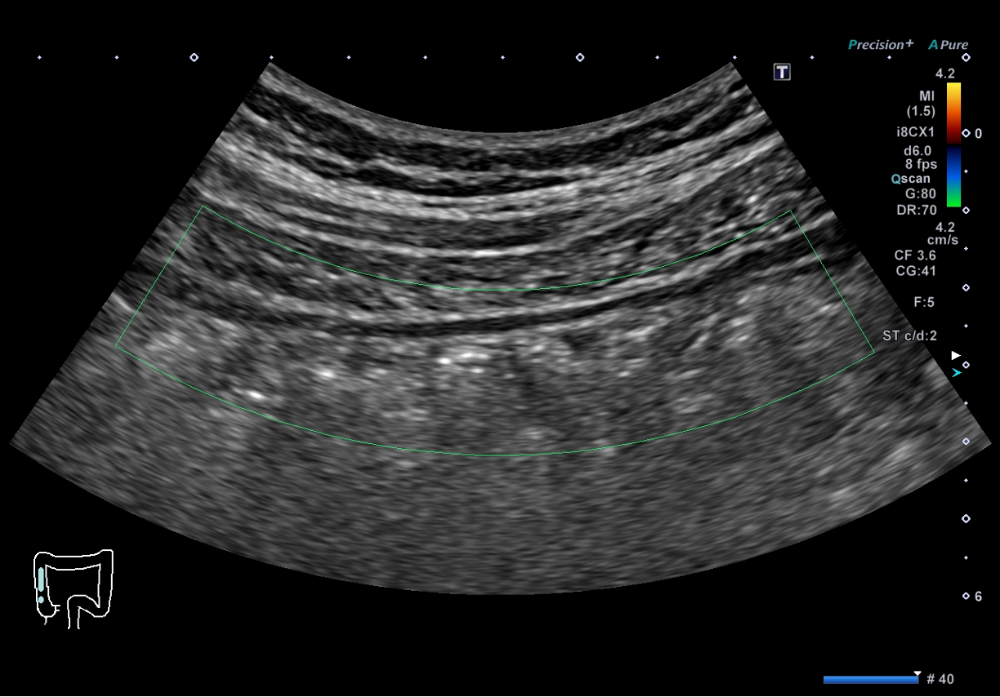 Precision+ APure
T
4.2
MI
(1.5)
i8CX1
0
d6.0
8 fps
Qscan
G:80
DR:70
4.2
cm/s
CF 3.6
CG:41
F:5
ST c/d:2
6
# 40